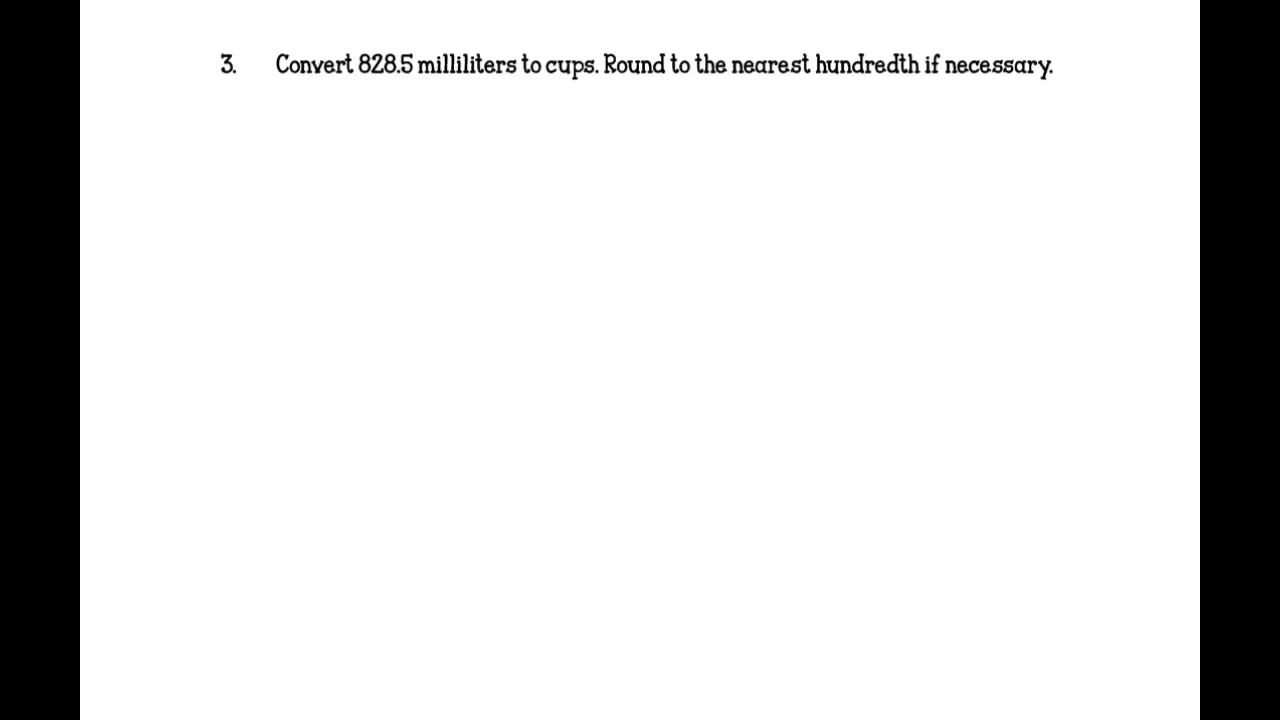 3. Convert 828.5 milliliters to cups. Round to the nearest hundredth if necessary.